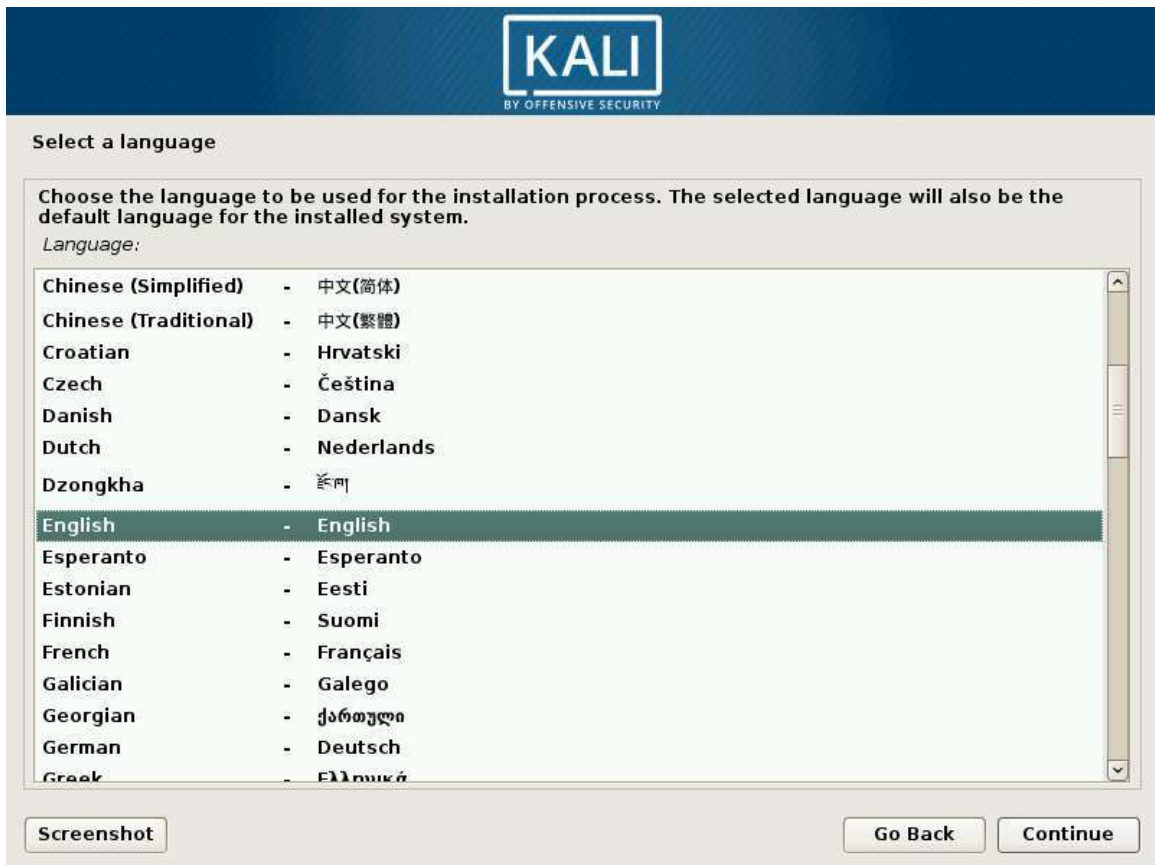 KALI
BY OFFENSIVE SECURITY
Select a language
Choose the language to be used for the installation process. The selected language will also be the
default language for the installed system.
Language:
Chinese (Simplified) - 中文(简体)
Chinese (Traditional) - 中文(繁體)
Croatian - Hrvatski
Czech - Čeština
Danish - Dansk
Dutch - Nederlands
Dzongkha - རྫོང་ཁ།
English - English
Esperanto - Esperanto
Estonian - Eesti
Finnish - Suomi
French - Français
Galician - Galego
Georgian - ქართული
German - Deutsch
Greek - Ελληνικά
Screenshot Go Back Continue